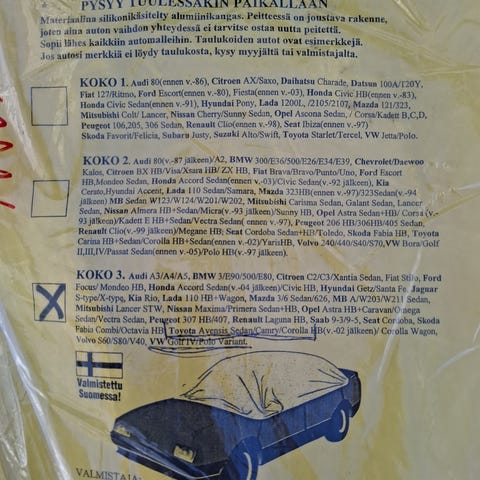 ★ PYSYY TUULESSAKIN PAIKALLAAN
Materiaalina silikonikäsitelty alumiinikangas. Peitteessä on joustava rakenne,
joten aina auton vaihdon yhteydessä ei tarvitse ostaa uutta peitettä.
Sopii lähes kaikkiin automalleihin. Taulukoiden autot ovat esimerkkejä.
Jos autosi merkkiä ei löydy taulukosta, kysy myyjältä tai valmistajalta.
KOKO 1. Audi 80(ennen v.-86), Citroen AX/Saxo, Daihatsu Charade, Datsun 100A/120Y,
Fiat 127/Ritmo, Ford Escort(ennen v.-80), Fiesta(ennen v.-03), Honda Civic HB(ennen v.-83),
Honda Civic Sedan(ennen v.-91), Hyundai Pony, Lada 1200L, /2105/2107, Mazda 121/323,
Mitsubishi Colt/ Lancer, Nissan Cherry/Sunny Sedan, Opel Ascona Sedan, / Corsa/Kadett B,C,D,
Peugeot 106,205, 306 Sedan, Renault Clio(ennen v.-98), Seat Ibiza(ennen v.-97)
Skoda Favorit/Felicia, Subaru Justy, Suzuki Alto/Swift, Toyota Starlet/Tercel, VW Jetta/Polo.
KOKO 2. Audi 80(v.-87 jälkeen)/A2, BMW 300/E36/500/E26/E34/E39, Chevrolet/Daewoo
Kalos, Citroen BX HB/Visa/Xsara HB/ ZX HB, Fiat Brava/Bravo/Punto/Uno, Ford Escort
HB,Mondeo Sedan, Honda Accord Sedan(ennen v.-03)/Civic Sedan(v.-92 jälkeen), Kia
Cerato,Hyundai Accent, Lada 110 Sedan/Samara, Mazda 323HB(ennen v.-97)/323Sedan(v.-94
jälkeen) MB Sedan W123/W124/W201/W202, Mitsubishi Carisma Sedan, Galant Sedan, Lancer
Sedan, Nissan Almera HB+Sedan/Micra(v.-93 jälkeen)/Sunny HB, Opel Astra Sedan+HB/ Corsa (v.-
93 jälkeen)/Kadett E HB+Sedan/Vectra Sedan(ennen v.-97), Peugeot 206 HB/306HB/405 Sedan,
Renault Clio(v.-99 jälkeen)/Megane HB; Seat Cordoba Sedan+HB/Toledo, Skoda Fabia HB, Toyota
Carina HB+Sedan/Corolla HB+Sedan(ennen v.-02)/YarisHB, Volvo 240/440/S40/S70,VW Bora/Golf
II,III,IV/Passat Sedan(ennen v.-05)/Polo HB(v.-97 jälkeen).
KOKO 3. Audi A3/A4/A5, BMW 3/E90/500/E80, Citroen C2/C3/Xantia Sedan, Fiat Stilo, Ford
Focus/ Mondeo HB, Honda Accord Sedan(v.-04 jälkeen)/Civic HB, Hyundai Getz/Santa Fe, Jaguar
S-type/X-type, Kia Rio, Lada 110 HB+Wagon, Mazda 3/6 Sedan/626, MB A/W203/W211 Sedan,
Mitsubishi Lancer STW, Nissan Maxima/Primera Sedan+HB, Opel Astra HB+Caravan/Omega
Sedan/Vectra Sedan, Peugeot 307 HB/407, Renault Laguna HB, Saab 9-3/9-5, Seat Cordoba, Skoda
Fabia Combi/Octavia HB, Toyota Avensis Sedan/Camry/Corolla HB(v.-02 jälkeen)/ Corolla Wagon,
Volvo S60/S80/V40, VW Golf IV/Polo Variant.
Valmistettu
Suomessa!
VALMISTAJA: